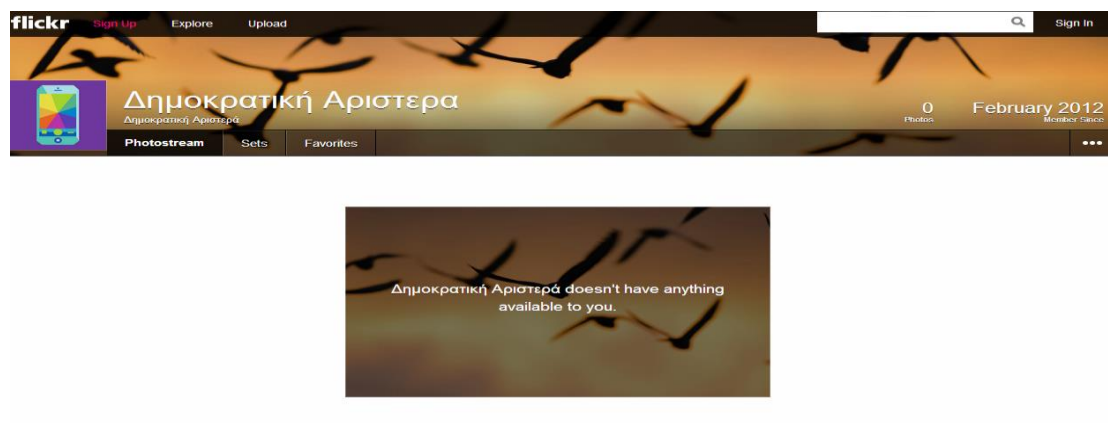 flickr Sign Up Explore Upload Sign In
Δημοκρατική Αριστερα
Δημοκρατική Αριστερά
0 Photos
February 2012 Member Since
Photostream Sets Favorites
Δημοκρατική Αριστερά doesn't have anything
available to you.